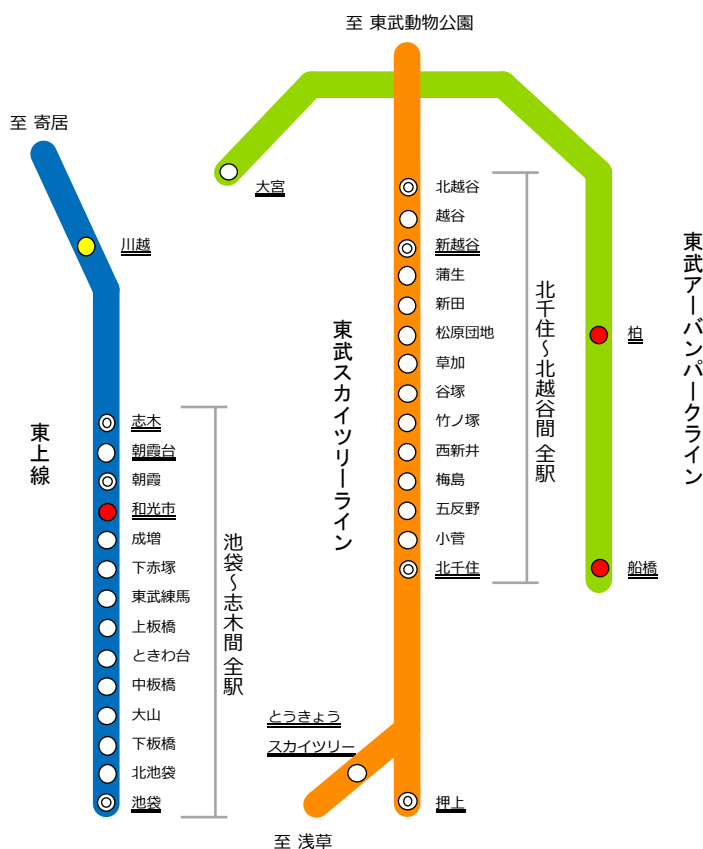 至 東武動物公園
至 寄居
川越
志木
朝霞台
朝霞
和光市
成増
下赤塚
東武練馬
上板橋
ときわ台
中板橋
大山
下板橋
北池袋
池袋
東上線
池袋～志木間 全駅
大宮
北越谷
越谷
新越谷
蒲生
新田
松原団地
草加
谷塚
竹ノ塚
西新井
梅島
五反野
小菅
北千住
とうきょう
スカイツリー
押上
至 浅草
東武スカイツリーライン
北千住～北越谷間 全駅
柏
船橋
東武アーバンパークライン